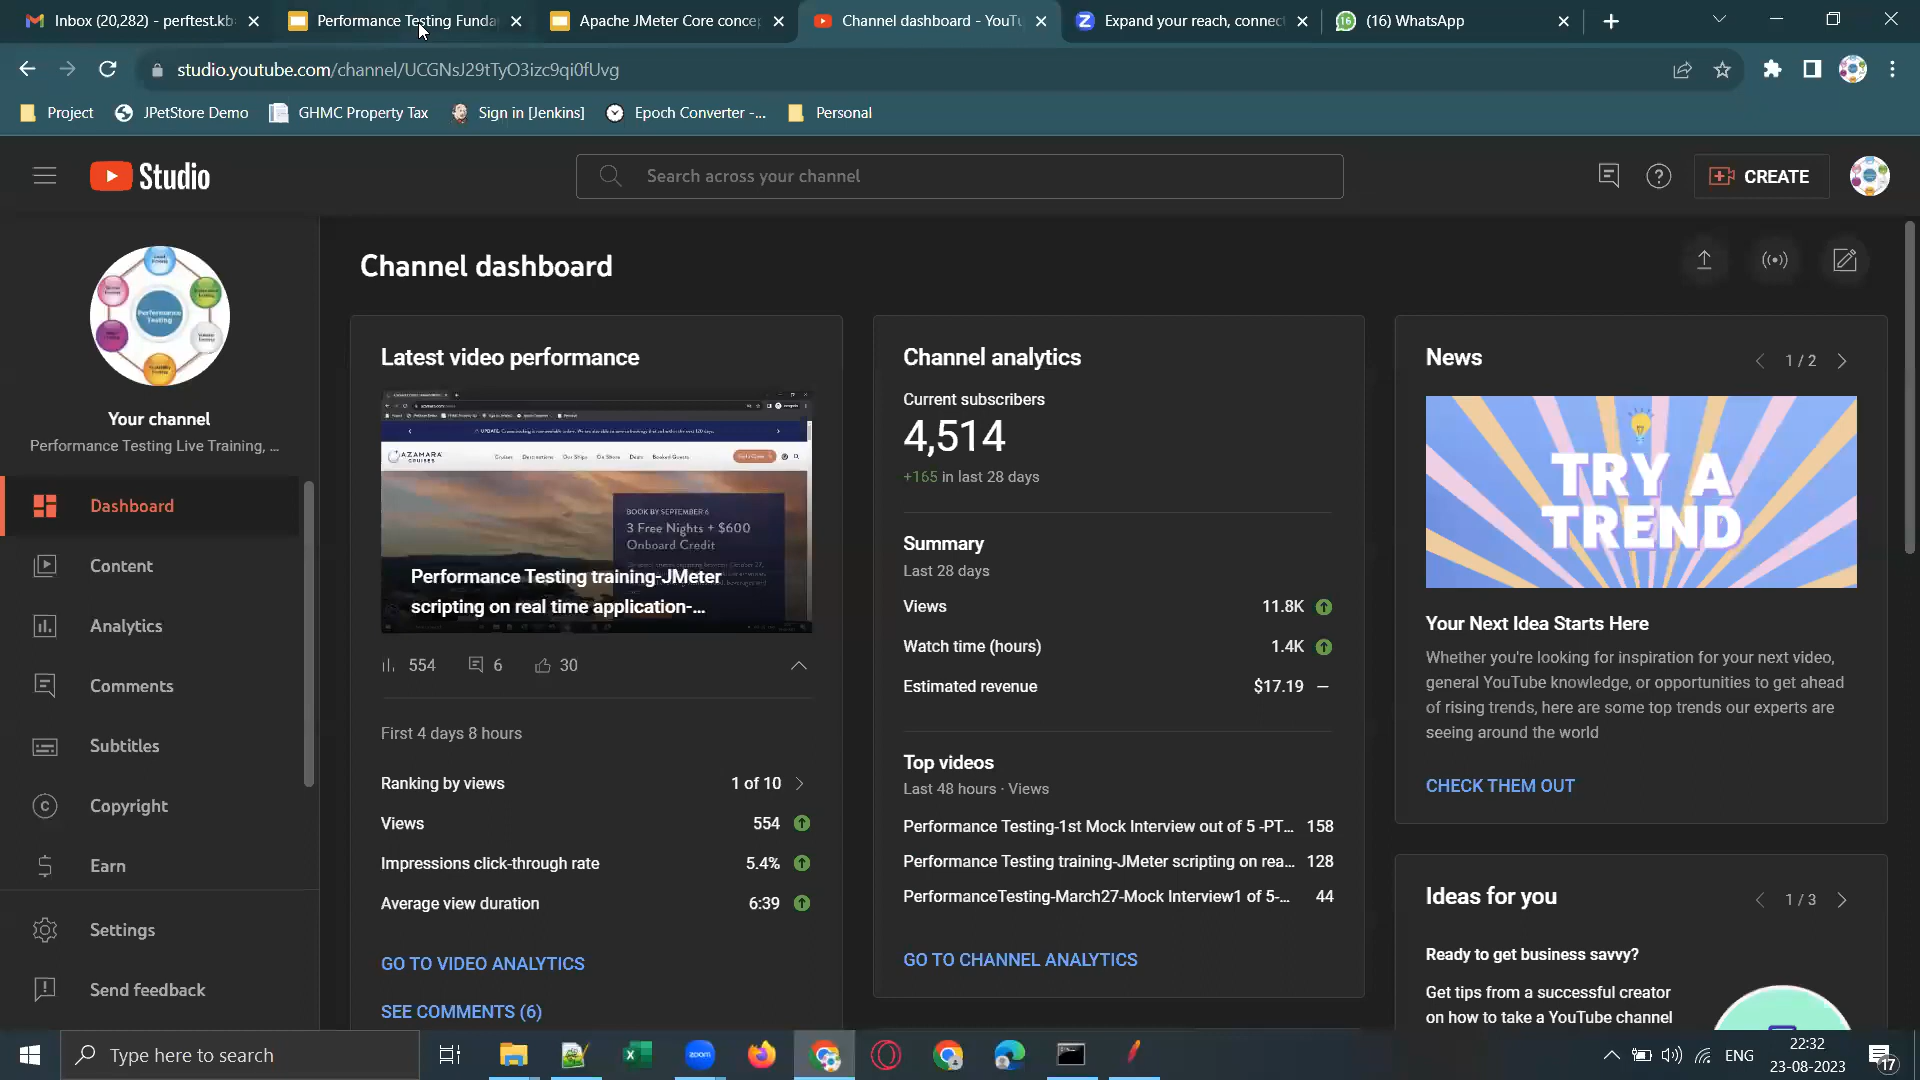 Inbox (20,282) - perftest.kb
Performance Testing Funda
Apache JMeter Core concep
Channel dashboard - YouTu
Expand your reach, connect
(16) WhatsApp
studio.youtube.com/channel/UCGNsJ29tTyO3izc9qi0fUvg
Project
JPetStore Demo
GHMC Property Tax
Sign in [Jenkins]
Epoch Converter -...
Personal
Studio
Search across your channel
CREATE
Your channel
Performance Testing Live Training, ...
Dashboard
Content
Analytics
Comments
Subtitles
Copyright
Earn
Settings
Send feedback
Channel dashboard
Latest video performance
AZAMARA
BOOK BY SEPTEMBER 6
3 Free Nights + $600
Onboard Credit
Performance Testing training-JMeter
scripting on real time application-...
554 6 30
First 4 days 8 hours
Ranking by views 1 of 10
Views 554
Impressions click-through rate 5.4%
Average view duration 6:39
GO TO VIDEO ANALYTICS
SEE COMMENTS (6)
Channel analytics
Current subscribers
4,514
+165 in last 28 days
Summary
Last 28 days
Views 11.8K
Watch time (hours) 1.4K
Estimated revenue $17.19 —
Top videos
Last 48 hours · Views
Performance Testing-1st Mock Interview out of 5 -PT... 158
Performance Testing training-JMeter scripting on rea... 128
PerformanceTesting-March27-Mock Interview1 of 5-... 44
GO TO CHANNEL ANALYTICS
News
1 / 2
TRY A
TREND
Your Next Idea Starts Here
Whether you're looking for inspiration for your next video,
general YouTube knowledge, or opportunities to get ahead
of rising trends, here are some top trends our experts are
seeing around the world
CHECK THEM OUT
Ideas for you
1 / 3
Ready to get business savvy?
Get tips from a successful creator
on how to take a YouTube channel
Type here to search
zoom
ENG
22:32
23-08-2023
17